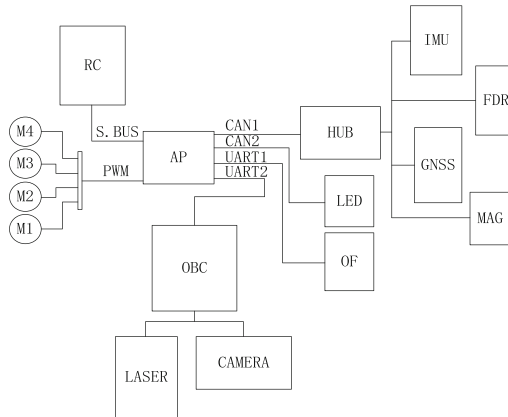 IMU
RC
FDR
M4
S.BUS
CAN1
HUB
CAN2
AP
M3
UART1
GNSS
PWM
UART2
M2
LED
MAG
M1
OBC
OF
LASER
CAMERA